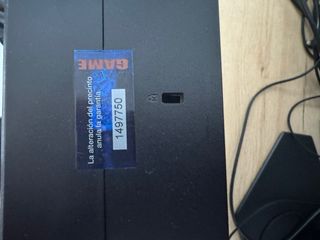 GAME
La alteración del precinto
anula la garantía
1497750